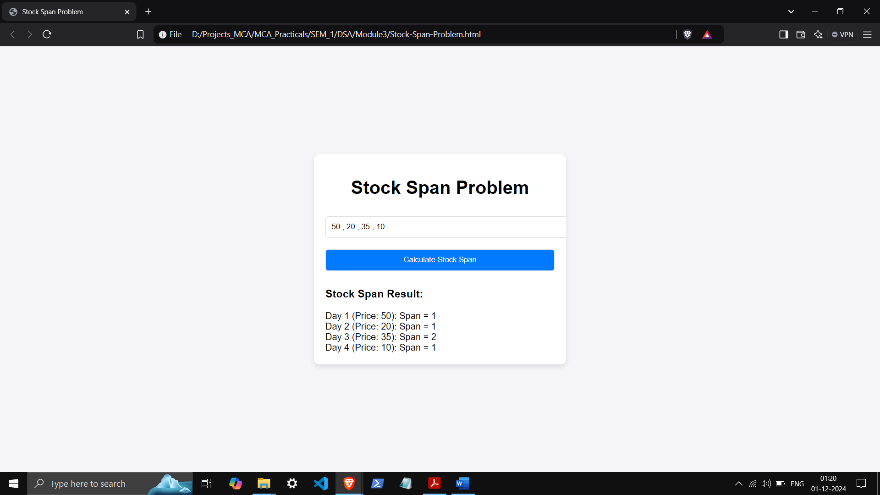 Stock Span Problem
File D:/Projects_MCA/MCA_Practicals/SEM_1/DSA/Module3/Stock-Span-Problem.html
VPN
Stock Span Problem
50 , 20 , 35 , 10
Calculate Stock Span
Stock Span Result:
Day 1 (Price: 50): Span = 1
Day 2 (Price: 20): Span = 1
Day 3 (Price: 35): Span = 2
Day 4 (Price: 10): Span = 1
Type here to search
ENG
01:20
01-12-2024